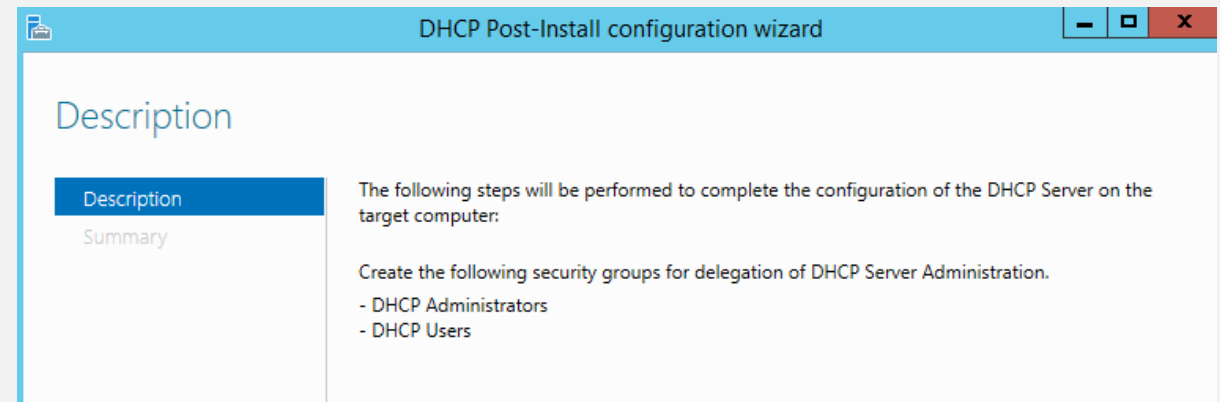 DHCP Post-Install configuration wizard
Description
Description
Summary
The following steps will be performed to complete the configuration of the DHCP Server on the
target computer:
Create the following security groups for delegation of DHCP Server Administration.
- DHCP Administrators
- DHCP Users